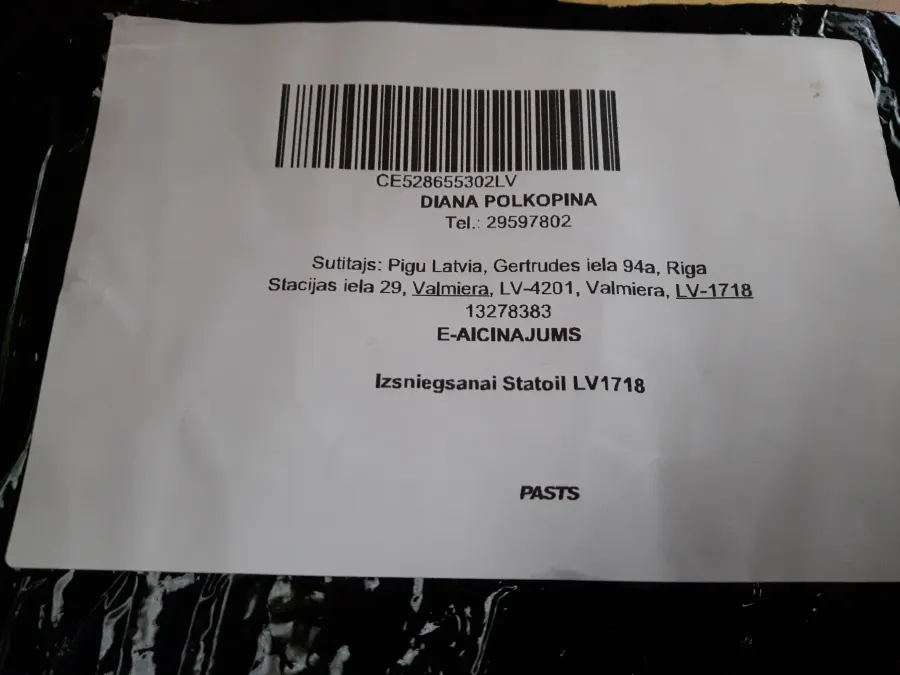 CE528655302LV
DIANA POLKOPINA
Tel.: 29597802
Sutitajs: Pigu Latvia, Gertrudes iela 94a, Riga
Stacijas iela 29, Valmiera, LV-4201, Valmiera, LV-1718
13278383
E-AICINAJUMS
Izsniegsanai Statoil LV1718
PASTS